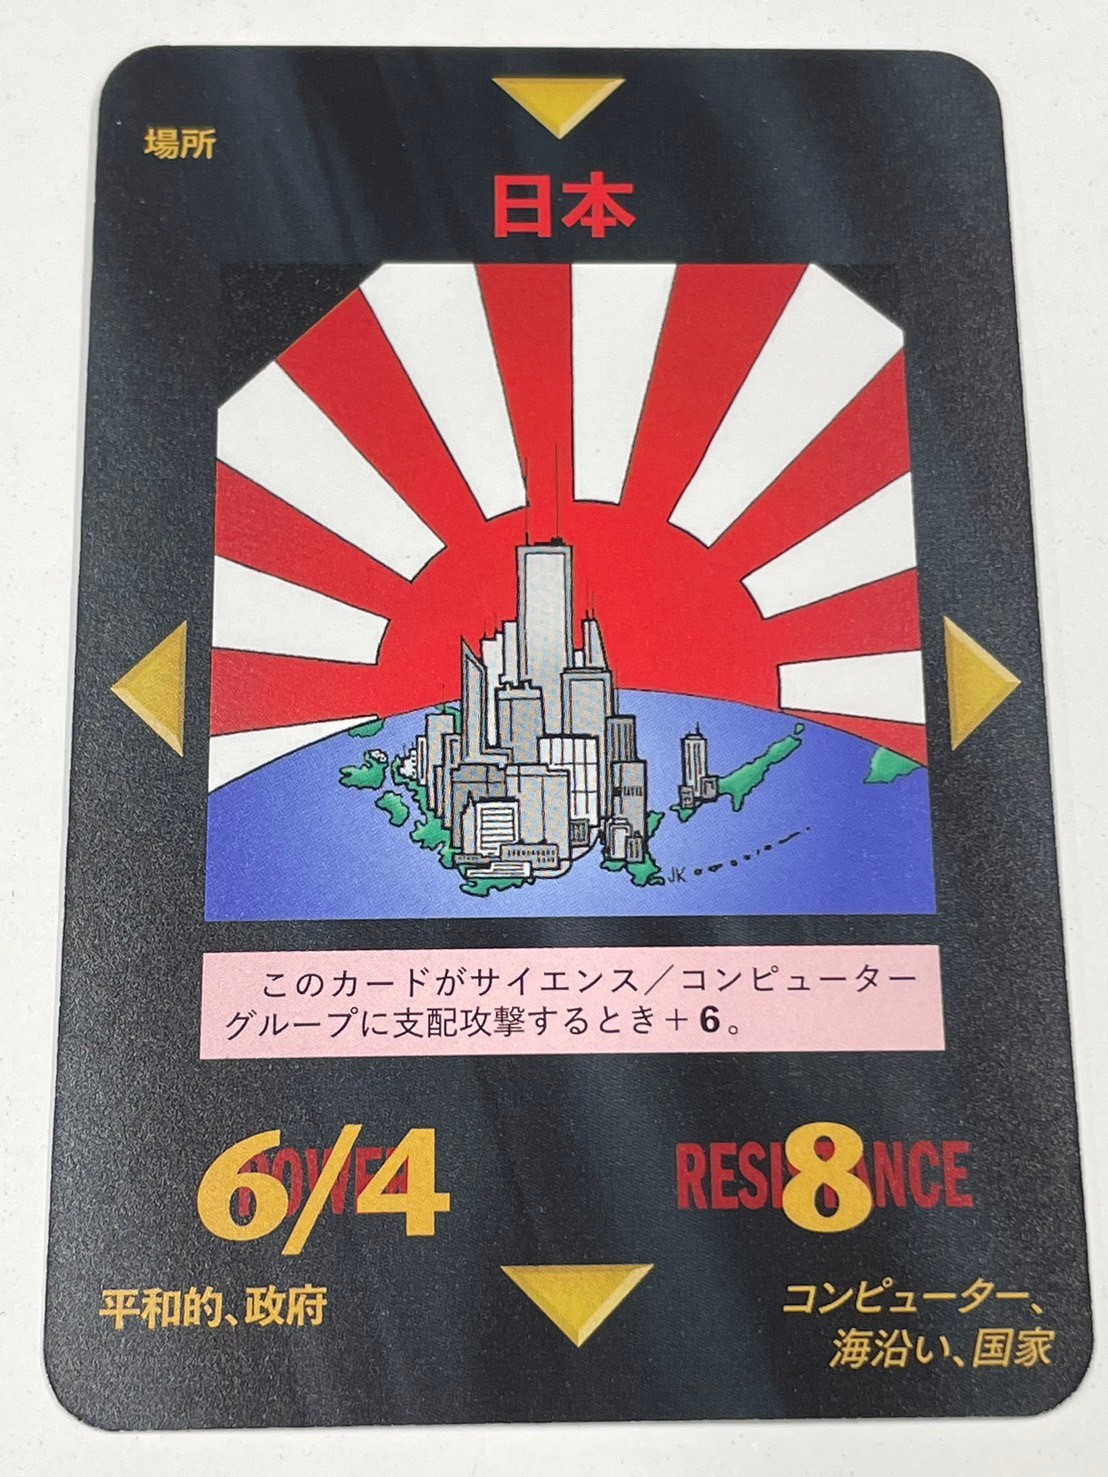 場所
日本
JK
このカードがサイエンス／コンピューター
グループに支配攻撃するとき＋6。
POWER
6/4
RESISTANCE
8
平和的、政府
コンピューター、
海沿い、国家